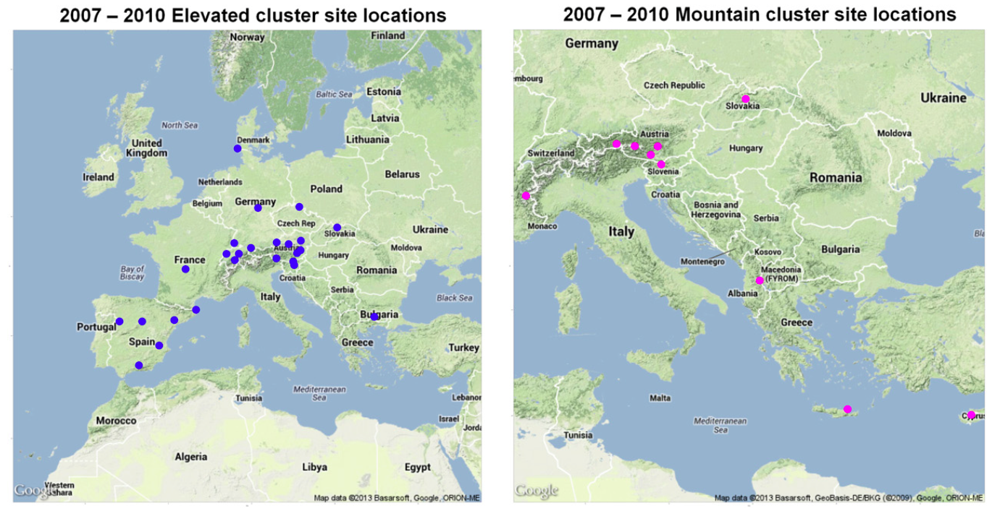 2007 – 2010 Elevated cluster site locations
Norway
Finland
Estonia
Baltic Sea
Latvia
North Sea
Denmark
Lithuania
United
Kingdom
Ireland
Netherlands
Belarus
Belgium
Germany
Poland
Czech Rep
Slovakia
Ukraine
Austria
Moldova
France
Hungary
Bay of
Biscay
Romania
Croatia
Serbia
Italy
Black Sea
Bulgaria
Portugal
Spain
Greece
Turkey
Mediterranean
Sea
Tunisia
Lebanon
Morocco
Israel
Jorda
Algeria
Libya
Egypt
Western
Sahara
Google
Map data ©2013 Basarsoft, Google, ORION-ME
2007 – 2010 Mountain cluster site locations
Germany
embourg
Czech Republic
Ukraine
Slovakia
Austria
Moldova
Switzerland
Hungary
Slovenia
Romania
Croatia
Bosnia and
Herzegovina
Serbia
Monaco
Italy
Bla
Kosovo
Bulgaria
Montenegro
Macedonia
(FYROM)
Albania
Greece
Malta
Cyprus
Mediterranean
Sea
Tunisia
Google
Map data ©2013 Basarsoft, GeoBasis-DE/BKG (©2009), Google, ORION-ME